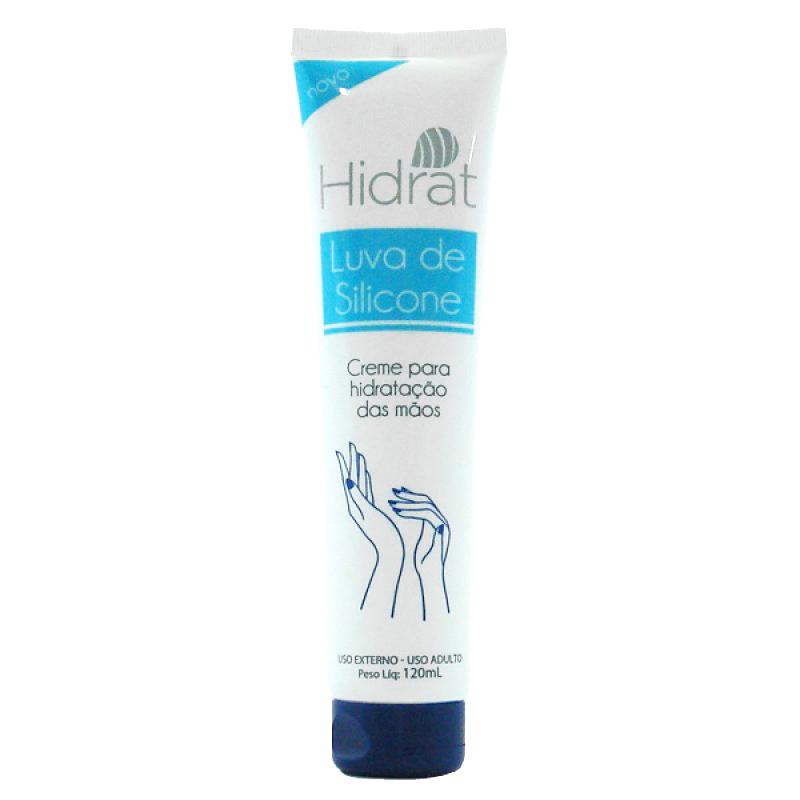 novo
Hidrat
Luva de
Silicone
Creme para
hidratação
das mãos
USO EXTERNO - USO ADULTO
Peso Líq: 120mL